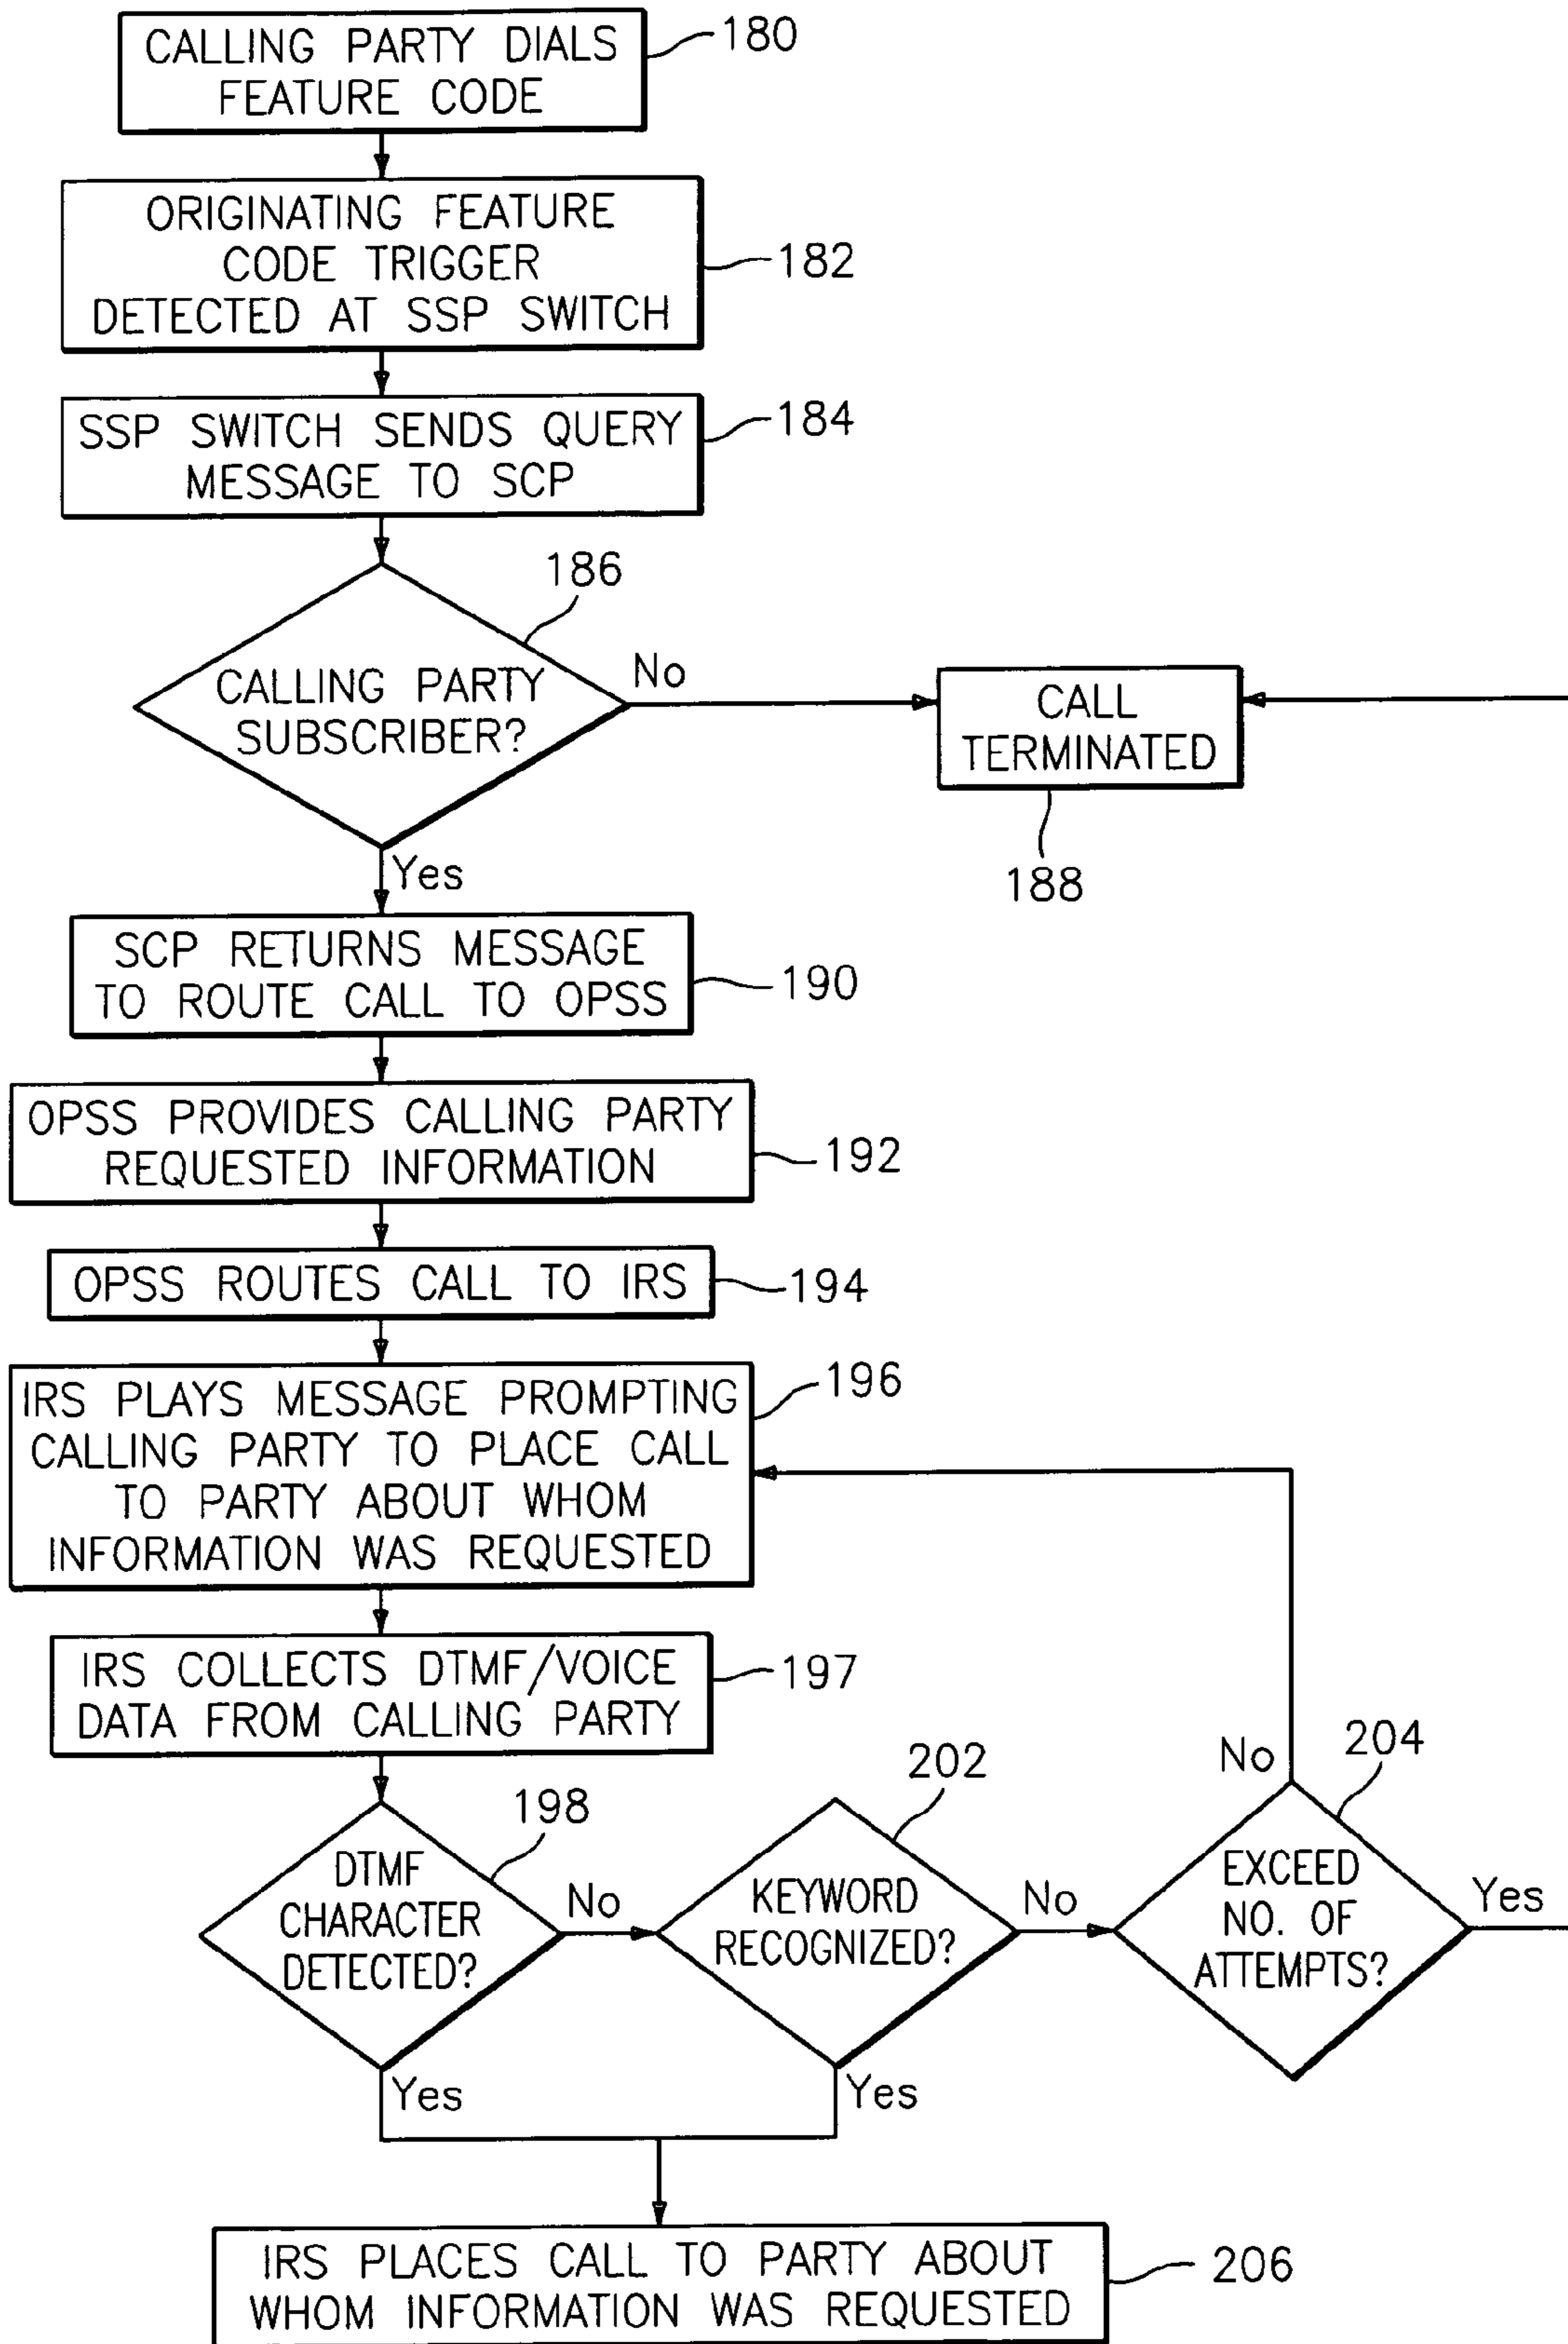 CALLING PARTY DIALS
FEATURE CODE
180
ORIGINATING FEATURE
CODE TRIGGER
DETECTED AT SSP SWITCH
182
SSP SWITCH SENDS QUERY
MESSAGE TO SCP
184
186
CALLING PARTY
SUBSCRIBER?
No
CALL
TERMINATED
188
Yes
SCP RETURNS MESSAGE
TO ROUTE CALL TO OPSS
190
OPSS PROVIDES CALLING PARTY
REQUESTED INFORMATION
192
OPSS ROUTES CALL TO IRS
194
IRS PLAYS MESSAGE PROMPTING
CALLING PARTY TO PLACE CALL
TO PARTY ABOUT WHOM
INFORMATION WAS REQUESTED
196
IRS COLLECTS DTMF/VOICE
DATA FROM CALLING PARTY
197
198
DTMF
CHARACTER
DETECTED?
No
Yes
202
KEYWORD
RECOGNIZED?
No
Yes
204
No
EXCEED
NO. OF
ATTEMPTS?
Yes
IRS PLACES CALL TO PARTY ABOUT
WHOM INFORMATION WAS REQUESTED
206